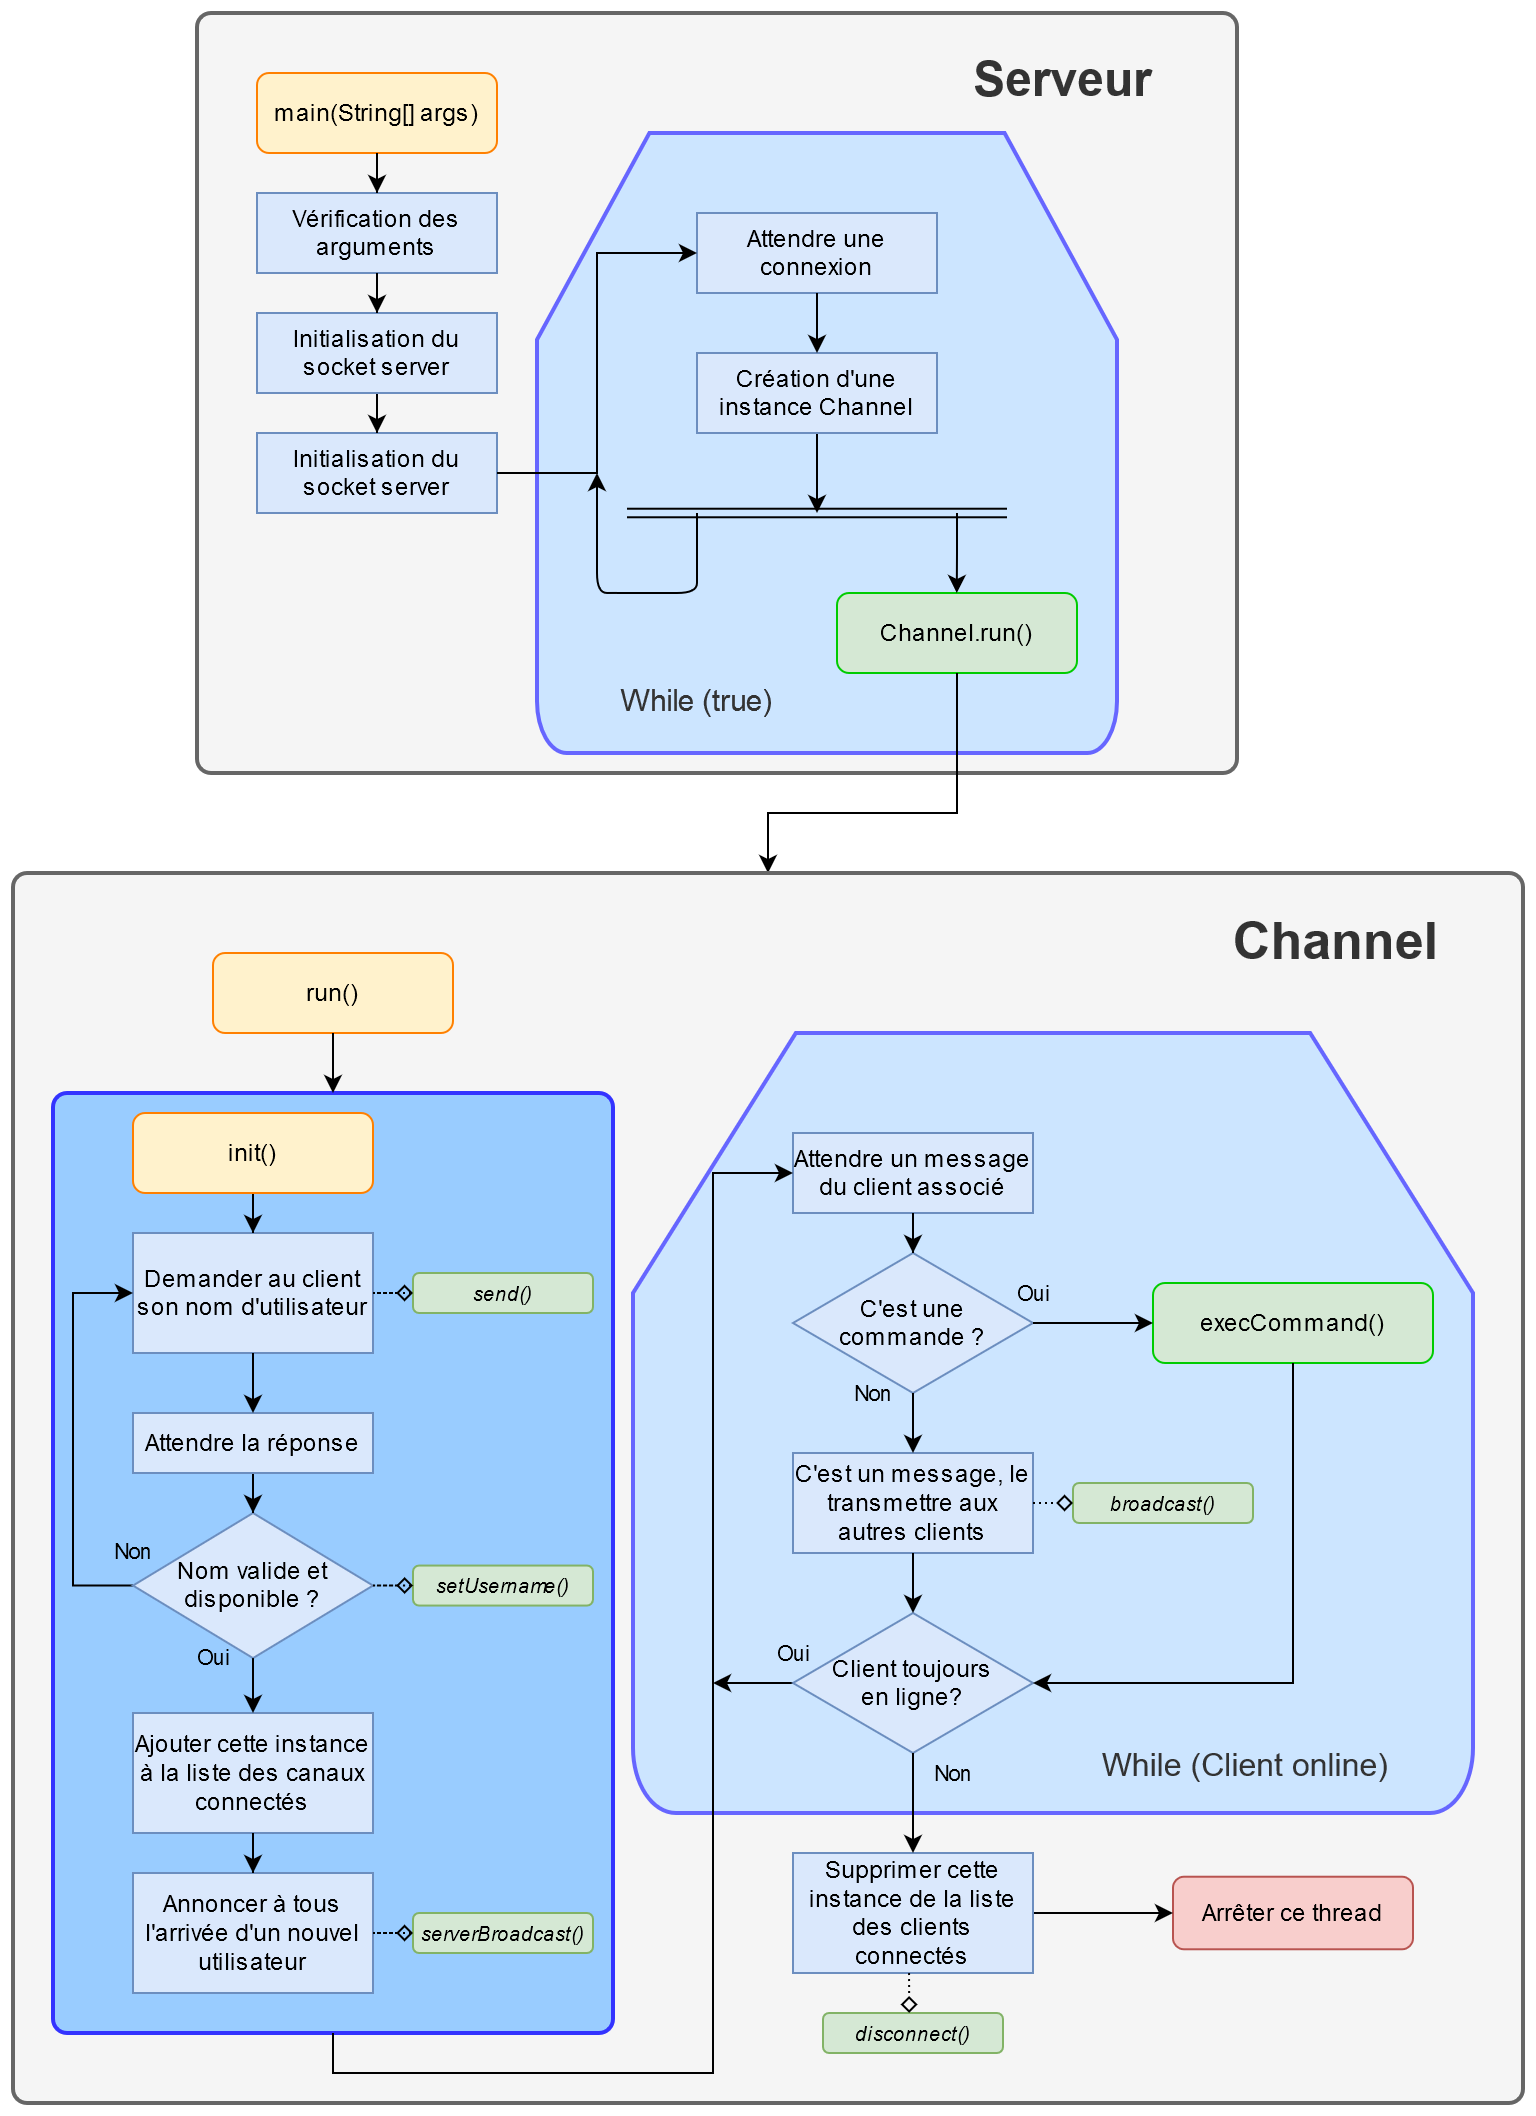 Serveur
main(String[] args)
Vérification des
arguments
Initialisation du
socket server
Initialisation du
socket server
Attendre une
connexion
Création d'une
instance Channel
Channel.run()
While (true)
Channel
run()
init()
Demander au client
son nom d'utilisateur
send()
Attendre la réponse
Non
Nom valide et
disponible ?
setUsername()
Oui
Ajouter cette instance
à la liste des canaux
connectés
Annoncer à tous
l'arrivée d'un nouvel
utilisateur
serverBroadcast()
Attendre un message
du client associé
C'est une
commande ?
Oui
execCommand()
Non
C'est un message, le
transmettre aux
autres clients
broadcast()
Oui
Client toujours
en ligne?
While (Client online)
Non
Supprimer cette
instance de la liste
des clients
connectés
Arrêter ce thread
disconnect()